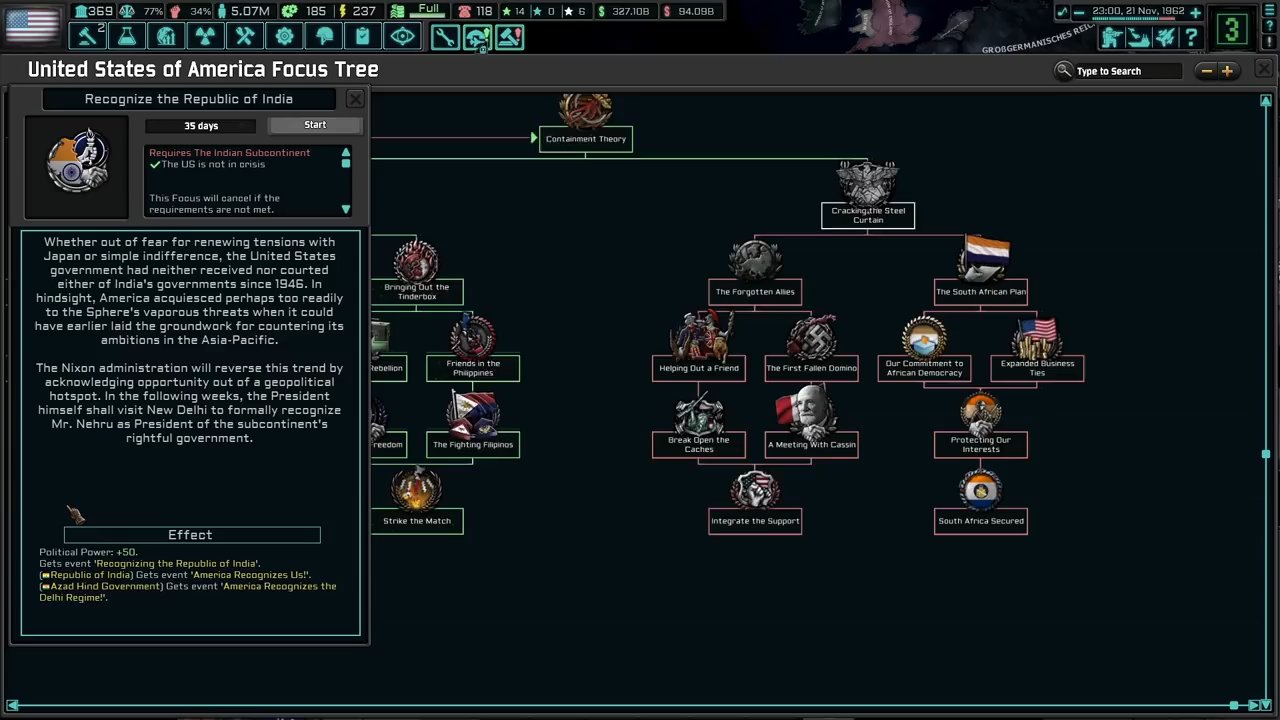 369 77% 34% 5.07M 185 237 Full 118 14 0 6 $ 327.10B $ 94.09B
23:00, 21 Nov, 1962
2
3
GROẞGERMANISCHES REICH
United States of America Focus Tree
Type to Search
Recognize the Republic of India
35 days
Start
Requires The Indian Subcontinent
The US is not in crisis
This Focus will cancel if the
requirements are not met.
Whether out of fear for renewing tensions with
Japan or simple indifference, the United States
government had neither received nor courted
either of India's governments since 1946. In
hindsight, America acquiesced perhaps too readily
to the Sphere's vaporous threats when it could
have earlier laid the groundwork for countering its
ambitions in the Asia-Pacific.
The Nixon administration will reverse this trend by
acknowledging opportunity out of a geopolitical
hotspot. In the following weeks, the President
himself shall visit New Delhi to formally recognize
Mr. Nehru as President of the subcontinent's
rightful government.
Effect
Political Power: +50.
Gets event 'Recognizing the Republic of India'.
(Republic of India) Gets event 'America Recognizes Us!'.
(Azad Hind Government) Gets event 'America Recognizes the
Delhi Regime!'.
Containment Theory
Cracking the Steel
Curtain
Bringing Out the
Tinderbox
The Forgotten Allies
The South African Plan
Rebellion
Friends in the
Philippines
Helping Out a Friend
The First Fallen Domino
Our Commitment to
African Democracy
Expanded Business
Ties
Freedom
The Fighting Filipinos
Break Open the
Caches
A Meeting With Cassin
Protecting Our
Interests
Strike the Match
Integrate the Support
South Africa Secured